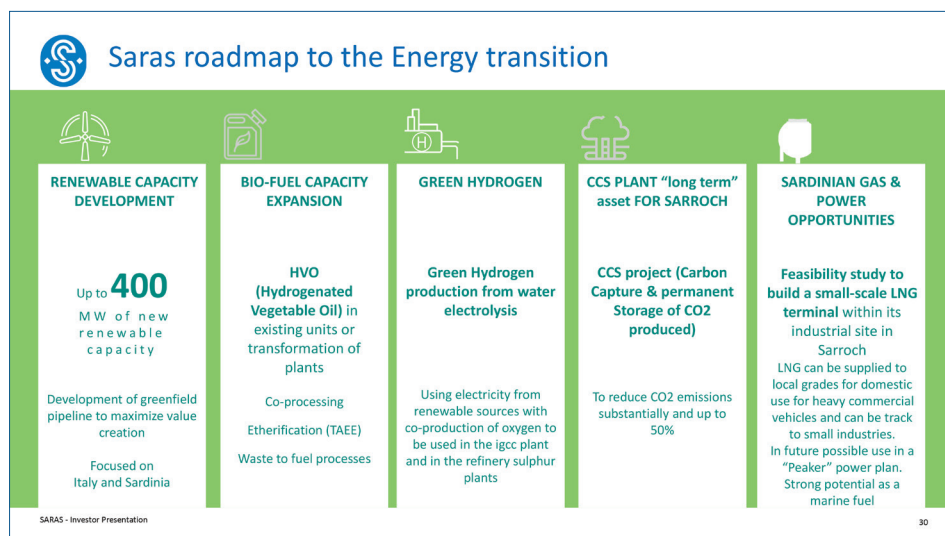 Saras roadmap to the Energy transition
RENEWABLE CAPACITY
DEVELOPMENT
Up to 400
MW of new
renewable
capacity
Development of greenfield
pipeline to maximize value
creation
Focused on
Italy and Sardinia
BIO-FUEL CAPACITY
EXPANSION
HVO
(Hydrogenated
Vegetable Oil) in
existing units or
transformation of
plants
Co-processing
Etherification (TAEE)
Waste to fuel processes
H
GREEN HYDROGEN
Green Hydrogen
production from water
electrolysis
Using electricity from
renewable sources with
co-production of oxygen to
be used in the igcc plant
and in the refinery sulphur
plants
CCS PLANT “long term”
asset FOR SARROCH
CCS project (Carbon
Capture & permanent
Storage of CO2
produced)
To reduce CO2 emissions
substantially and up to
50%
SARDINIAN GAS &
POWER
OPPORTUNITIES
Feasibility study to
build a small-scale LNG
terminal within its
industrial site in
Sarroch
LNG can be supplied to
local grades for domestic
use for heavy commercial
vehicles and can be track
to small industries.
In future possible use in a
“Peaker” power plan.
Strong potential as a
marine fuel
SARAS - Investor Presentation
30